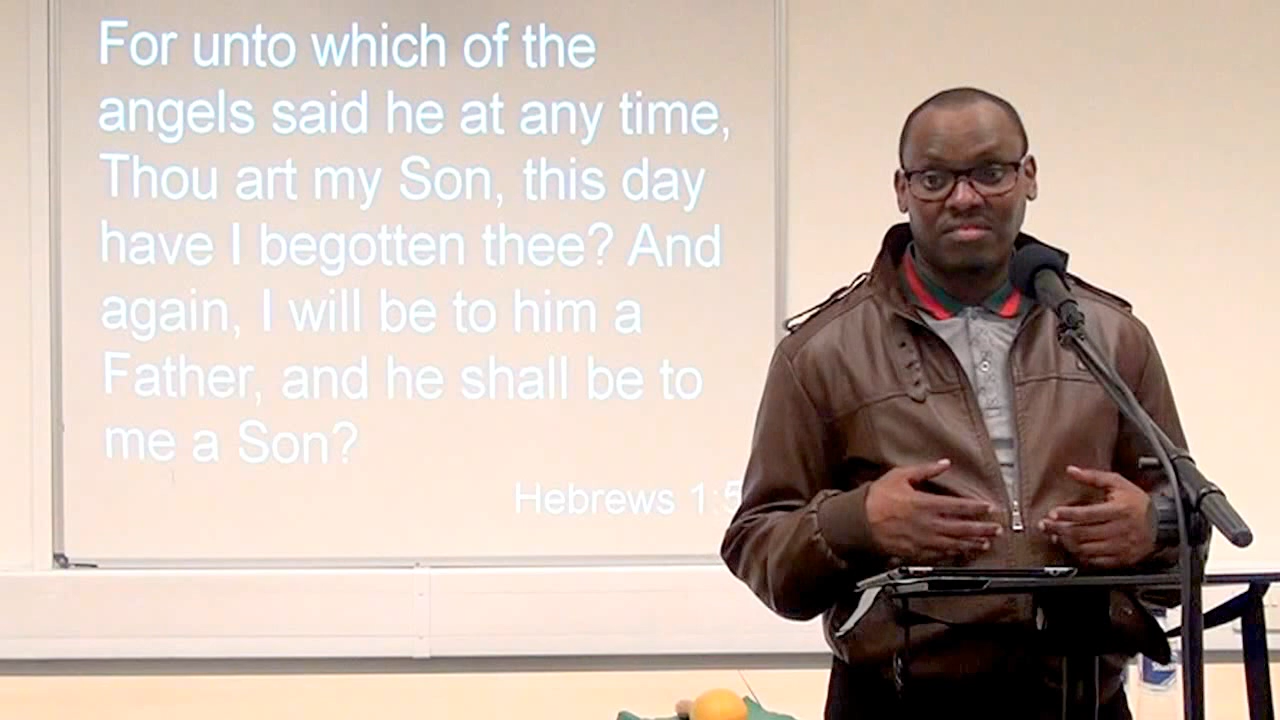 For unto which of the
angels said he at any time,
Thou art my Son, this day
have I begotten thee? And
again, I will be to him a
Father, and he shall be to
me a Son?
Hebrews 1:5